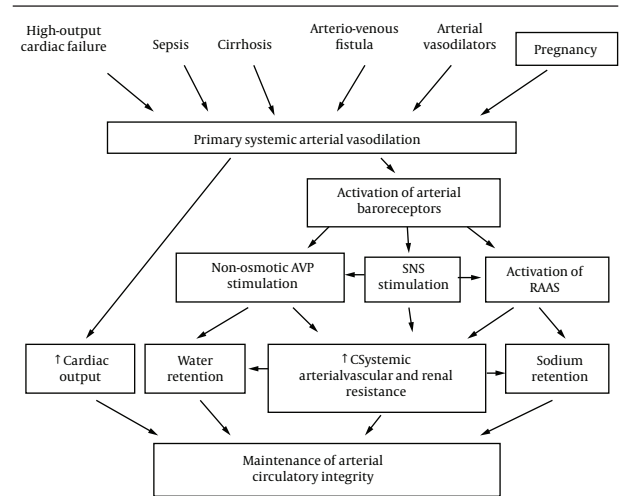 High-output
cardiac failure
Sepsis
Cirrhosis
Arterio-venous
fistula
Arterial
vasodilators
Pregnancy
Primary systemic arterial vasodilation
Activation of arterial
baroreceptors
Non-osmotic AVP
stimulation
SNS
stimulation
Activation of
RAAS
↑Cardiac
output
Water
retention
↑CSystemic
arterialvascular and renal
resistance
Sodium
retention
Maintenance of arterial
circulatory integrity